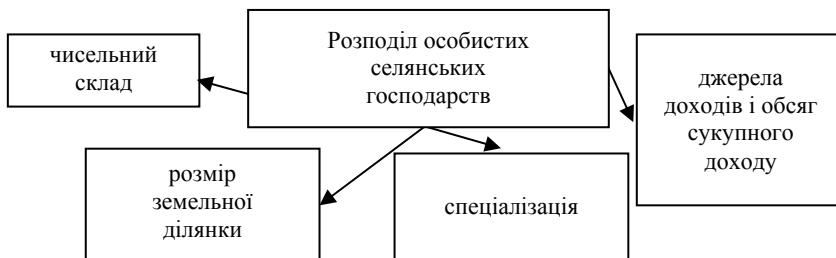 Розподіл особистих
селянських
господарств
чисельний
склад
джерела
доходів і обсяг
сукупного
доходу
розмір
земельної
ділянки
спеціалізація